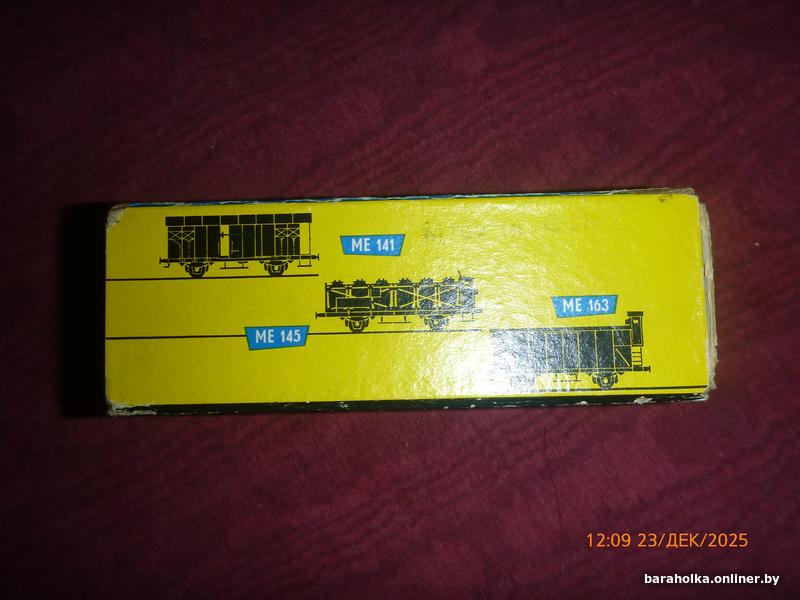 ME 141
ME 163
ME 145
12:09 23/ДЕК/2025
baraholka.onliner.by